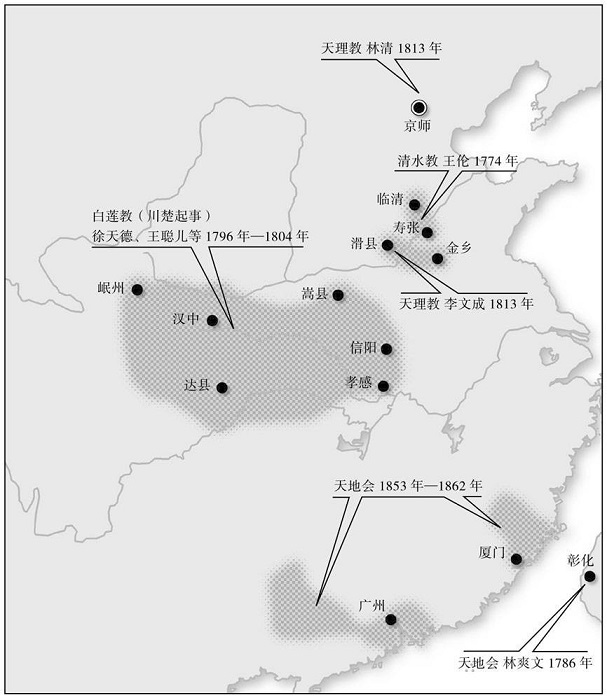 天理教 林清 1813 年
京师
清水教 王伦 1774 年
临清
寿张
白莲教（川楚起事）
徐天德、王聪儿等 1796 年—1804 年
滑县
金乡
岷州
嵩县
天理教 李文成 1813 年
汉中
信阳
达县
孝感
天地会 1853 年—1862 年
厦门
彰化
广州
天地会 林爽文 1786 年